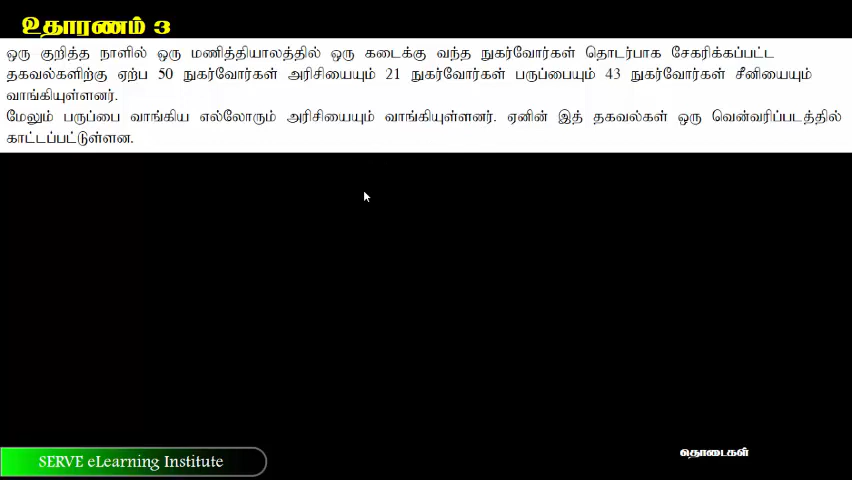 உதாரணம் 3
ஒரு குறித்த நாளில் ஒரு மணித்தியாலத்தில் ஒரு கடைக்கு வந்த நுகர்வோர்கள் தொடர்பாக சேகரிக்கப்பட்ட
தகவல்களிற்கு ஏற்ப 50 நுகர்வோர்கள் அரிசியையும் 21 நுகர்வோர்கள் பருப்பையும் 43 நுகர்வோர்கள் சீனியையும்
வாங்கியுள்ளனர்.
மேலும் பருப்பை வாங்கிய எல்லோரும் அரிசியையும் வாங்கியுள்ளனர். ஏனின் இத் தகவல்கள் ஒரு வென்வரிப்படத்தில்
காட்டப்பட்டுள்ளன.
SERVE eLearning Institute
தொடைகள்